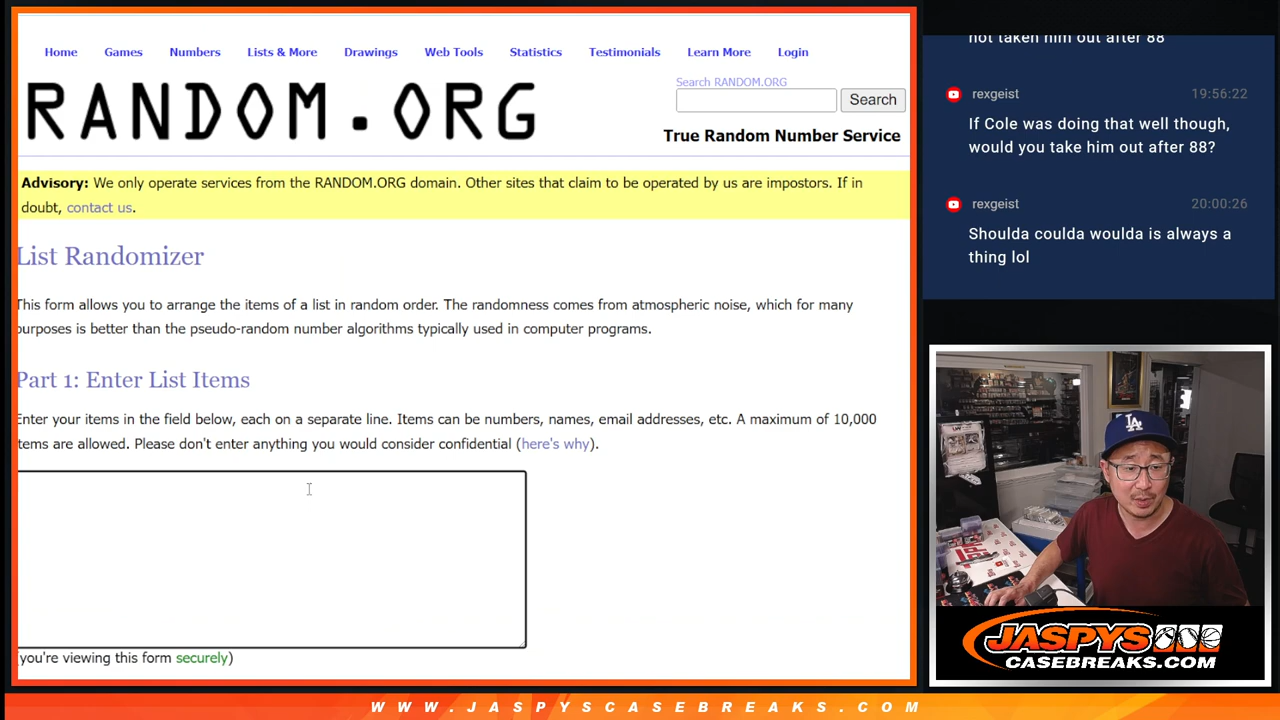 Home Games Numbers Lists & More Drawings Web Tools Statistics Testimonials Learn More Login
RANDOM.ORG
Search RANDOM.ORG
Search
True Random Number Service
Advisory: We only operate services from the RANDOM.ORG domain. Other sites that claim to be operated by us are impostors. If in
doubt, contact us.
List Randomizer
This form allows you to arrange the items of a list in random order. The randomness comes from atmospheric noise, which for many
purposes is better than the pseudo-random number algorithms typically used in computer programs.
Part 1: Enter List Items
Enter your items in the field below, each on a separate line. Items can be numbers, names, email addresses, etc. A maximum of 10,000
items are allowed. Please don't enter anything you would consider confidential (here's why).
(you're viewing this form securely)
not taken him out after 88
rexgeist 19:56:22
If Cole was doing that well though,
would you take him out after 88?
rexgeist 20:00:26
Shoulda coulda woulda is always a
thing lol
LA
JASPYS
CASEBREAKS.COM
WWW.JASPYSCASEBREAKS.COM